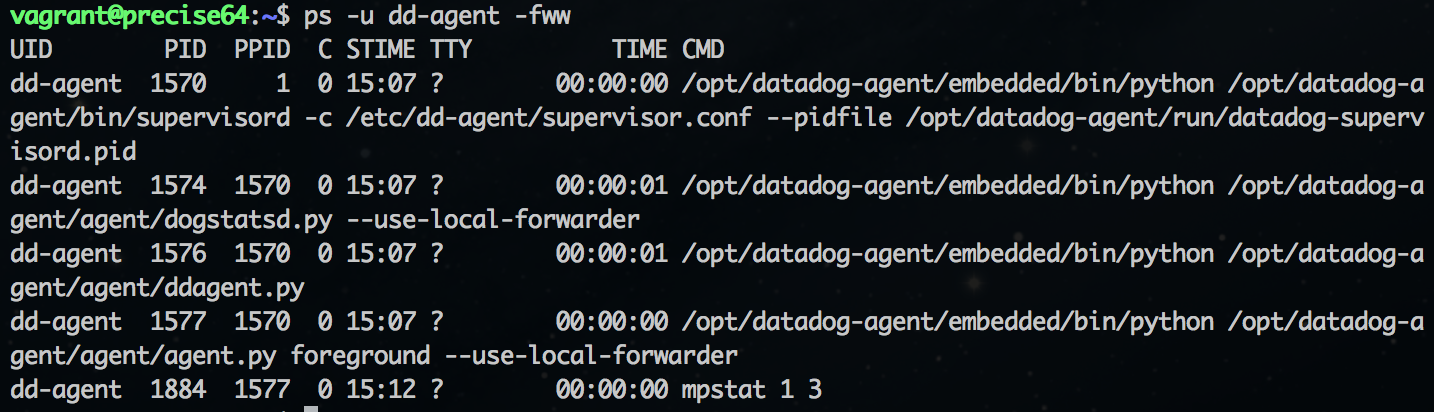 vagrant@precise64:~$ ps -u dd-agent -fww
UID        PID  PPID  C STIME TTY          TIME CMD
dd-agent  1570     1  0 15:07 ?        00:00:00 /opt/datadog-agent/embedded/bin/python /opt/datadog-a
gent/bin/supervisord -c /etc/dd-agent/supervisor.conf --pidfile /opt/datadog-agent/run/datadog-superv
isord.pid
dd-agent  1574  1570  0 15:07 ?        00:00:01 /opt/datadog-agent/embedded/bin/python /opt/datadog-a
gent/agent/dogstatsd.py --use-local-forwarder
dd-agent  1576  1570  0 15:07 ?        00:00:01 /opt/datadog-agent/embedded/bin/python /opt/datadog-a
gent/agent/ddagent.py
dd-agent  1577  1570  0 15:07 ?        00:00:00 /opt/datadog-agent/embedded/bin/python /opt/datadog-a
gent/agent/agent.py foreground --use-local-forwarder
dd-agent  1884  1577  0 15:12 ?        00:00:00 mpstat 1 3